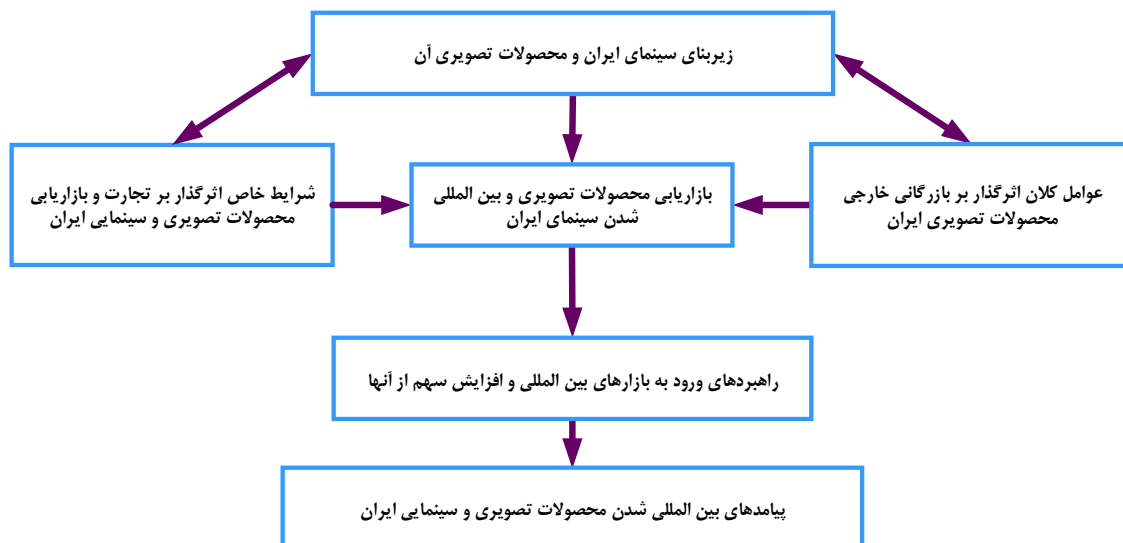 زیربنای سینمای ایران و محصولات تصویری آن
عوامل کلان اثرگذار بر بازرگانی خارجی
محصولات تصویری ایران
بازاریابی محصولات تصویری و بین المللی
شدن سینمای ایران
شرایط خاص اثرگذار بر تجارت و بازاریابی
محصولات تصویری و سینمایی ایران
راهبردهای ورود به بازارهای بین المللی و افزایش سهم از آنها
پیامدهای بین المللی شدن محصولات تصویری و سینمایی ایران